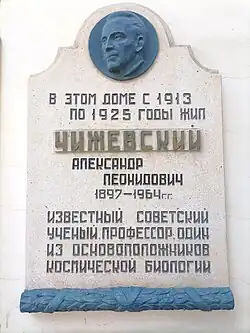 В ЭТОМ ДОМЕ С 1913
ПО 1925 ГОДЫ ЖИЛ
ЧИЖЕВСКИЙ
АЛЕКСАНДР
ЛЕОНИДОВИЧ
1897-1964 г.г.
ИЗВЕСТНЫЙ СОВЕТСКИЙ
УЧЕНЫЙ, ПРОФЕССОР, ОДИН
ИЗ ОСНОВОПОЛОЖНИКОВ
КОСМИЧЕСКОЙ БИОЛОГИИ